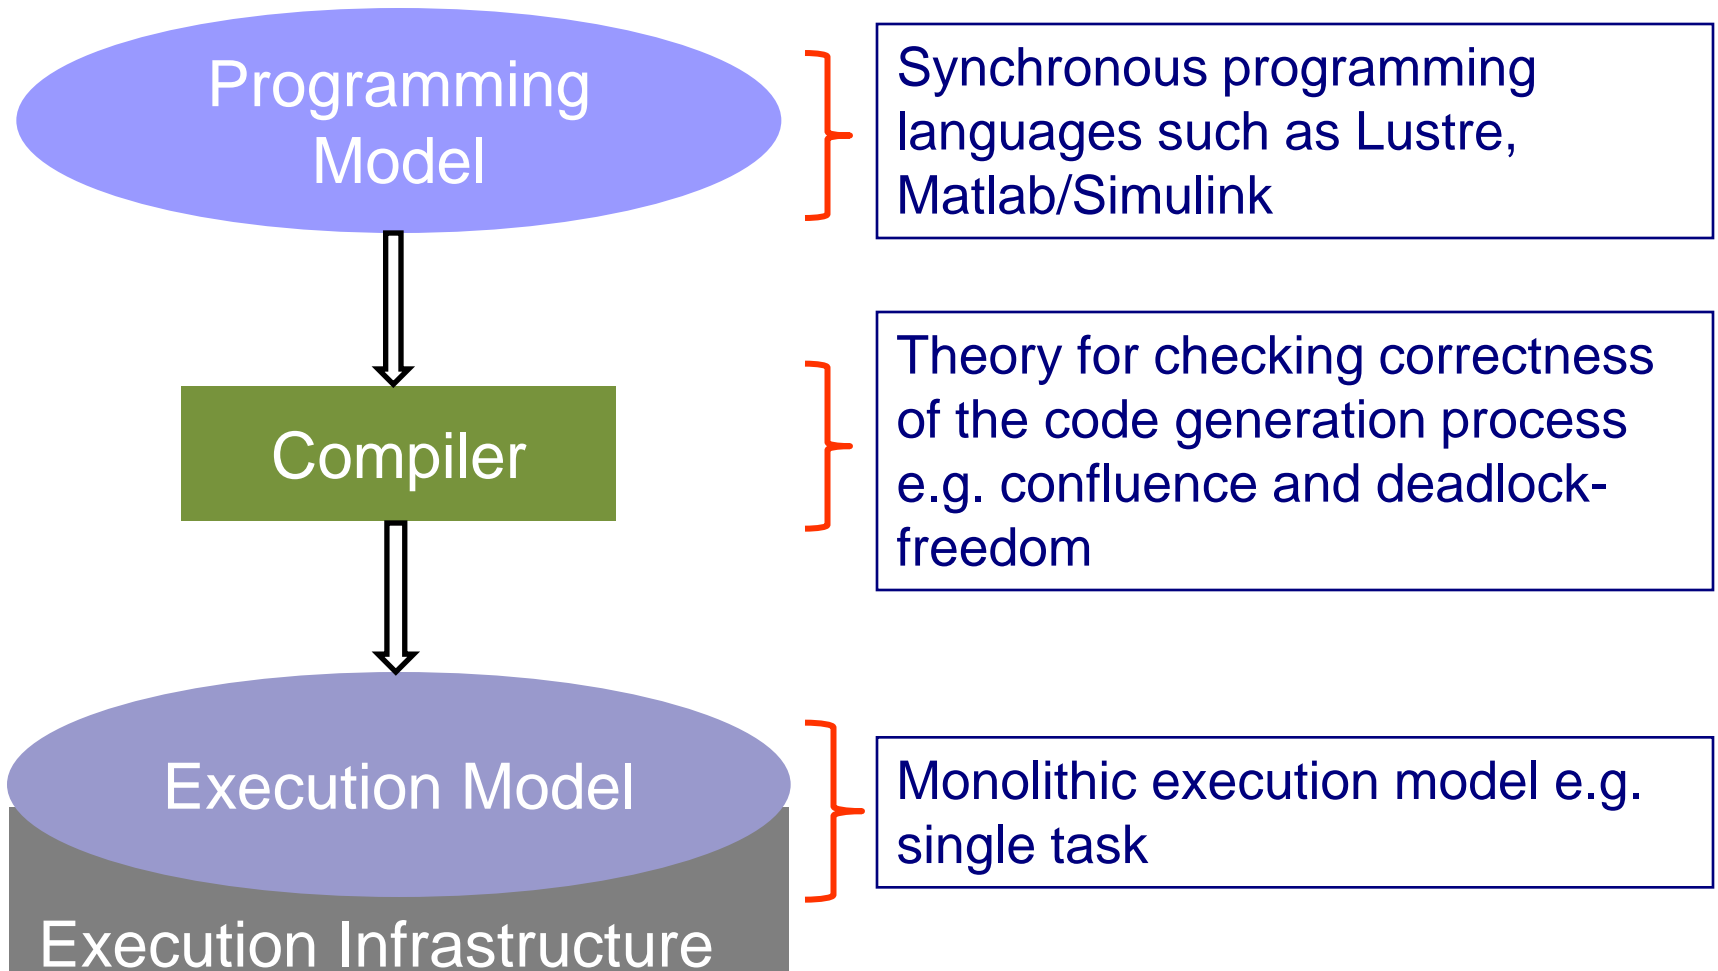 Programming
Model
Synchronous programming
languages such as Lustre,
Matlab/Simulink
Compiler
Theory for checking correctness
of the code generation process
e.g. confluence and deadlock-
freedom
Execution Model
Monolithic execution model e.g.
single task
Execution Infrastructure